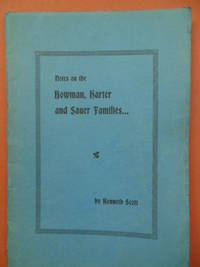 Notes on the
Bowman, Harter
and Sauer Families...
by Kenneth Scott